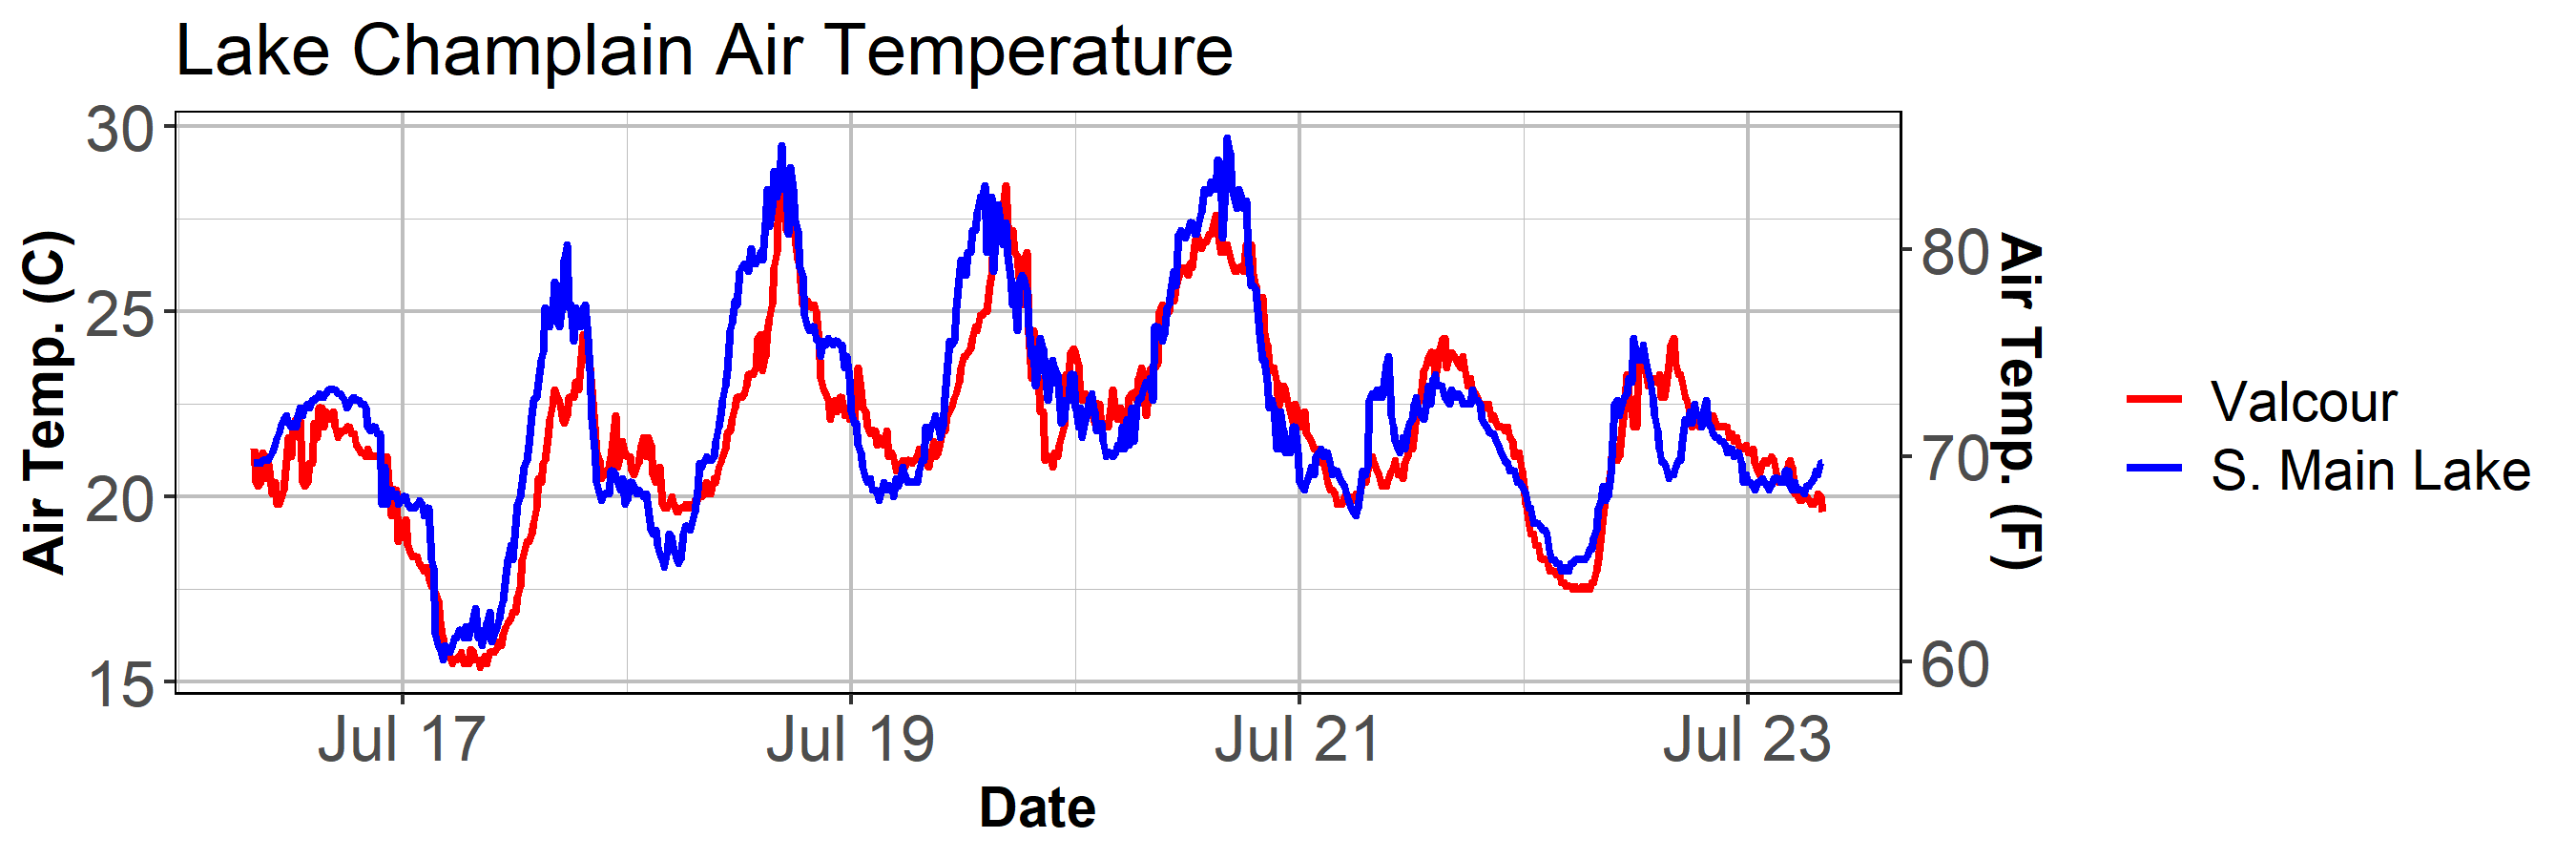 Lake Champlain Air Temperature
Air Temp. (C)
30
25
20
15
80
70
60
Air Temp. (F)
Jul 17
Jul 19
Jul 21
Jul 23
Date
Valcour
S. Main Lake